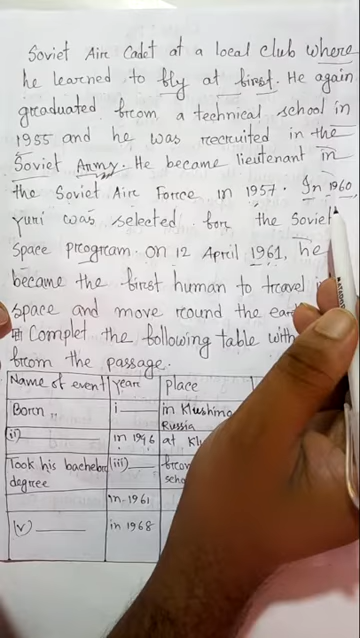 Soviet Air Cadet at a local club where
he learned to fly at first. He again
graduated from a technical school in
1955 and he was recruited in the
Soviet Army. He became lieutenant in
the Soviet Air Force in 1957. In 1960,
yuri was selected for the Soviet
space program. On 12 April 1961, he
became the first human to travel
space and move round the ear
Complet the following table with
from the passage.
Name of event year place
Born i in Klushino Russia
(ii) in 1946 at Kl
Took his bachelor degree (iii) from scho
in 1961
(v) in 1968